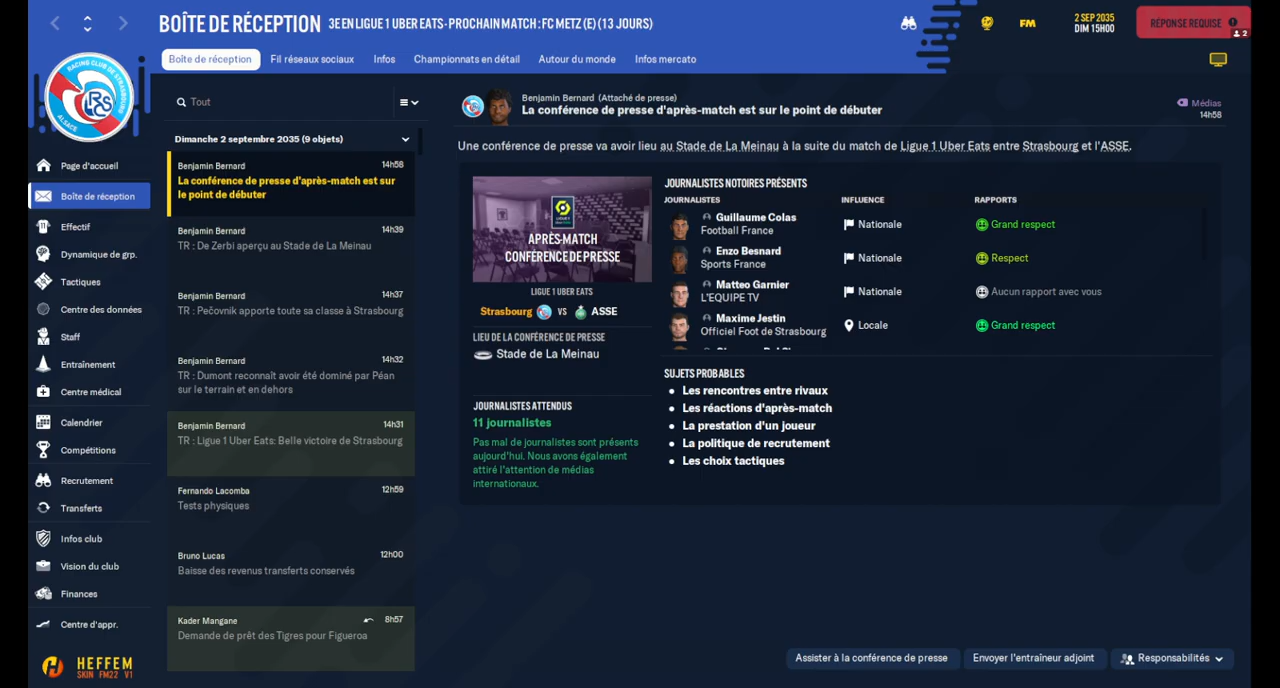 BOÎTE DE RÉCEPTION
3E EN LIGUE 1 UBER EATS - PROCHAIN MATCH : FC METZ (E) (13 JOURS)
FM
2 SEP 2035
DIM 15H00
RÉPONSE REQUISE
2
Boîte de réception
Fil réseaux sociaux
Infos
Championnats en détail
Autour du monde
Infos mercato
RACING CLUB DE STRASBOURG
RCS
ALSACE
Page d'accueil
Boîte de réception
Effectif
Dynamique de grp.
Tactiques
Centre des données
Staff
Entraînement
Centre médical
Calendrier
Compétitions
Recrutement
Transferts
Infos club
Vision du club
Finances
Centre d'appr.
HEFFEM
SKIN FM22 V1
Tout
Dimanche 2 septembre 2035 (9 objets)
Benjamin Bernard 14h58
La conférence de presse d'après-match est sur
le point de débuter
Benjamin Bernard 14h39
TR : De Zerbi aperçu au Stade de La Meinau
Benjamin Bernard 14h37
TR : Pečovnik apporte toute sa classe à Strasbourg
Benjamin Bernard 14h32
TR : Dumont reconnaît avoir été dominé par Péan
sur le terrain et en dehors
Benjamin Bernard 14h31
TR : Ligue 1 Uber Eats: Belle victoire de Strasbourg
Fernando Lacomba 12h59
Tests physiques
Bruno Lucas 12h00
Baisse des revenus transferts conservés
Kader Mangane 8h57
Demande de prêt des Tigres pour Figueroa
Benjamin Bernard (Attaché de presse)
La conférence de presse d'après-match est sur le point de débuter
Médias
14h58
Une conférence de presse va avoir lieu au Stade de La Meinau à la suite du match de Ligue 1 Uber Eats entre Strasbourg et l'ASSE.
APRÈS-MATCH
CONFÉRENCE DE PRESSE
LIGUE 1 UBER EATS
Strasbourg VS ASSE
LIEU DE LA CONFÉRENCE DE PRESSE
Stade de La Meinau
JOURNALISTES ATTENDUS
11 journalistes
Pas mal de journalistes sont présents
aujourd'hui. Nous avons également
attiré l'attention de médias
internationaux.
JOURNALISTES NOTOIRES PRÉSENTS
JOURNALISTES INFLUENCE RAPPORTS
Guillaume Colas
Football France
Nationale
Grand respect
Enzo Besnard
Sports France
Nationale
Respect
Matteo Garnier
L'EQUIPE TV
Nationale
Aucun rapport avec vous
Maxime Jestin
Officiel Foot de Strasbourg
Locale
Grand respect
SUJETS PROBABLES
• Les rencontres entre rivaux
• Les réactions d'après-match
• La prestation d'un joueur
• La politique de recrutement
• Les choix tactiques
Assister à la conférence de presse
Envoyer l'entraîneur adjoint
Responsabilités